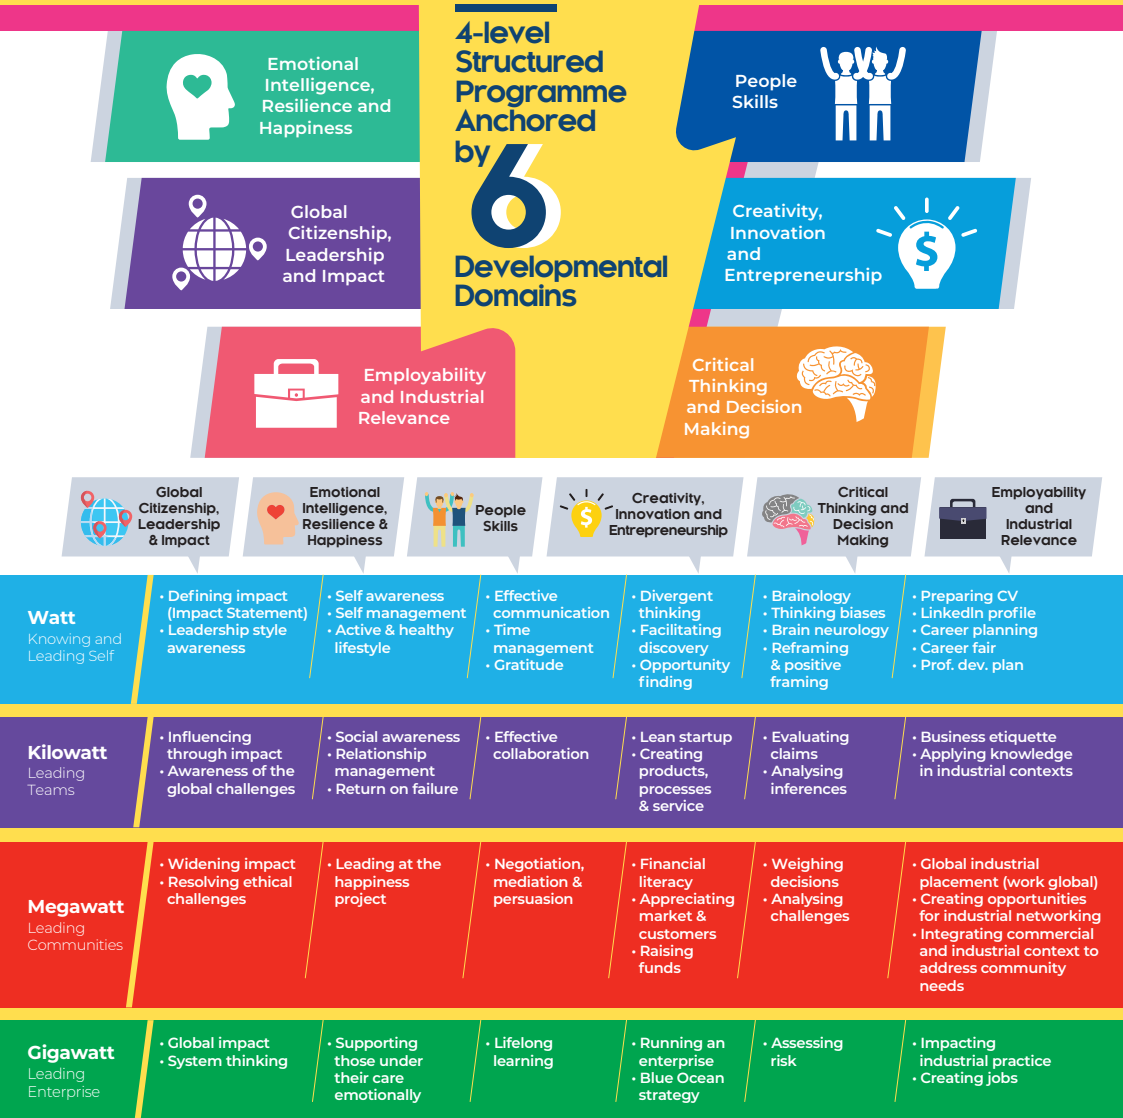 4-level
Structured
Programme
Anchored
by 6
Developmental
Domains
Emotional
Intelligence,
Resilience and
Happiness
People
Skills
Global
Citizenship,
Leadership
and Impact
Creativity,
Innovation
and
Entrepreneurship
$
Employability
and Industrial
Relevance
Critical
Thinking
and Decision
Making
Global
Citizenship,
Leadership
& Impact
Emotional
Intelligence,
Resilience &
Happiness
People
Skills
$
Creativity,
Innovation and
Entrepreneurship
Critical
Thinking and
Decision
Making
Employability
and
Industrial
Relevance
Watt
Knowing and
Leading Self
• Defining impact
(Impact Statement)
• Leadership style
awareness
• Self awareness
• Self management
• Active & healthy
lifestyle
• Effective
communication
• Time
management
• Gratitude
• Divergent
thinking
• Facilitating
discovery
• Opportunity
finding
• Brainology
• Thinking biases
• Brain neurology
• Reframing
& positive
framing
• Preparing CV
• LinkedIn profile
• Career planning
• Career fair
• Prof. dev. plan
Kilowatt
Leading
Teams
• Influencing
through impact
• Awareness of the
global challenges
• Social awareness
• Relationship
management
• Return on failure
• Effective
collaboration
• Lean startup
• Creating
products,
processes
& service
• Evaluating
claims
• Analysing
inferences
• Business etiquette
• Applying knowledge
in industrial contexts
Megawatt
Leading
Communities
• Widening impact
• Resolving ethical
challenges
• Leading at the
happiness
project
• Negotiation,
mediation &
persuasion
• Financial
literacy
• Appreciating
market &
customers
• Raising
funds
• Weighing
decisions
• Analysing
challenges
• Global industrial
placement (work global)
• Creating opportunities
for industrial networking
• Integrating commercial
and industrial context to
address community
needs
Gigawatt
Leading
Enterprise
• Global impact
• System thinking
• Supporting
those under
their care
emotionally
• Lifelong
learning
• Running an
enterprise
• Blue Ocean
strategy
• Assessing
risk
• Impacting
industrial practice
• Creating jobs